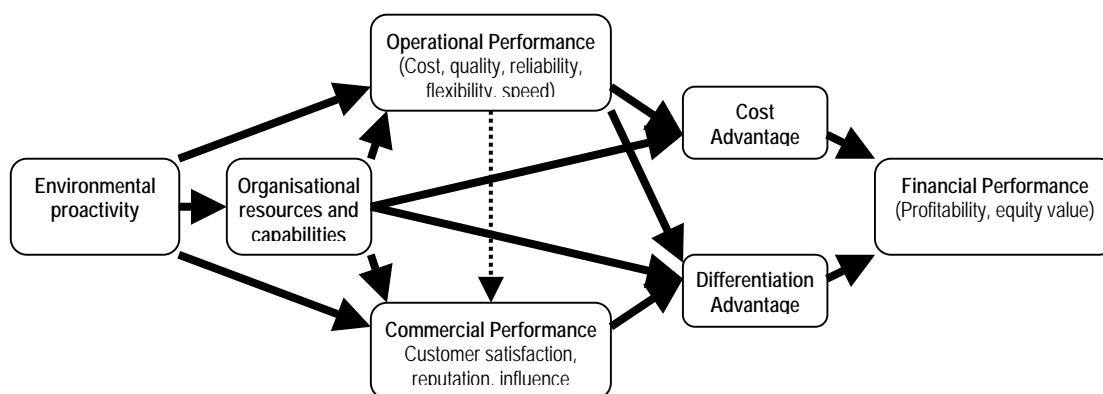 Operational Performance
(Cost, quality, reliability,
flexibility, speed)
Cost
Advantage
Environmental
proactivity
Organisational
resources and
capabilities
Financial Performance
(Profitability, equity value)
Differentiation
Advantage
Commercial Performance
Customer satisfaction,
reputation, influence